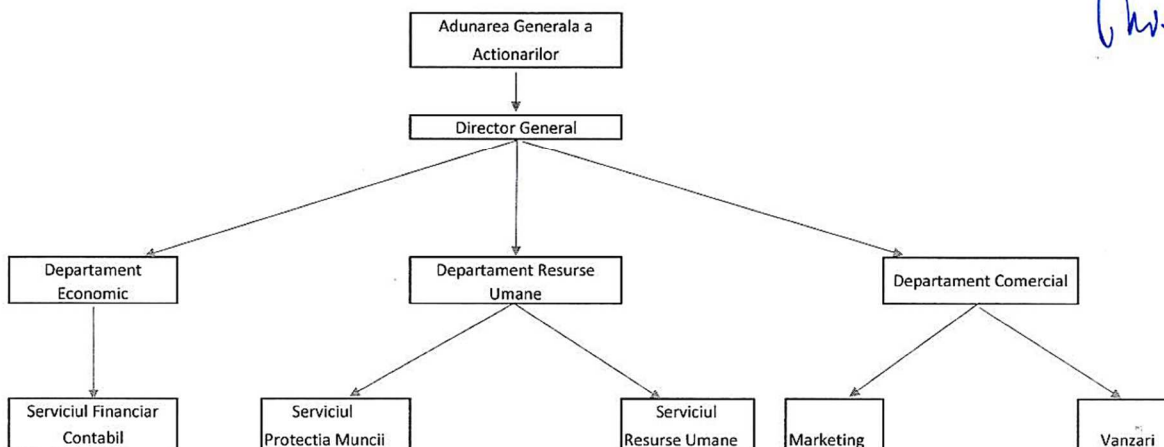 Adunarea Generala a
Actionarilor
Director General
Departament
Economic
Departament Resurse
Umane
Departament Comercial
Serviciul Financiar
Contabil
Serviciul
Protectia Muncii
Serviciul
Resurse Umane
Marketing
Vanzari